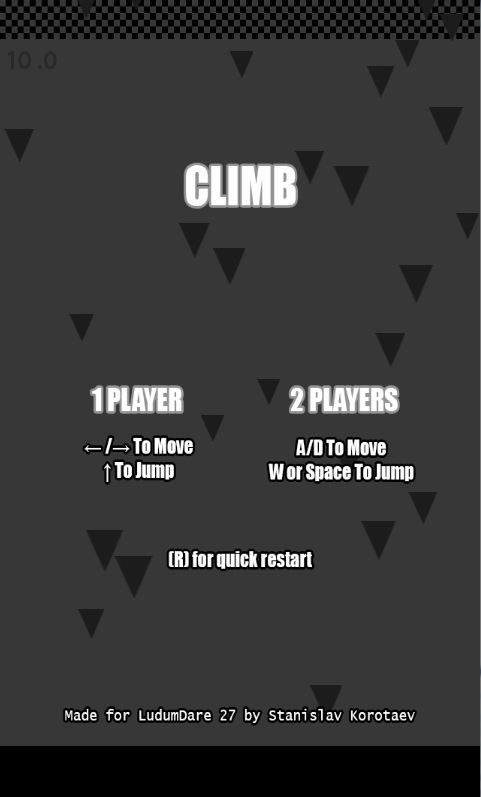 10.0
CLIMB
1 PLAYER
2 PLAYERS
←/→ To Move
↑ To Jump
A/D To Move
W or Space To Jump
(R) for quick restart
Made for LudumDare 27 by Stanislav Korotaev